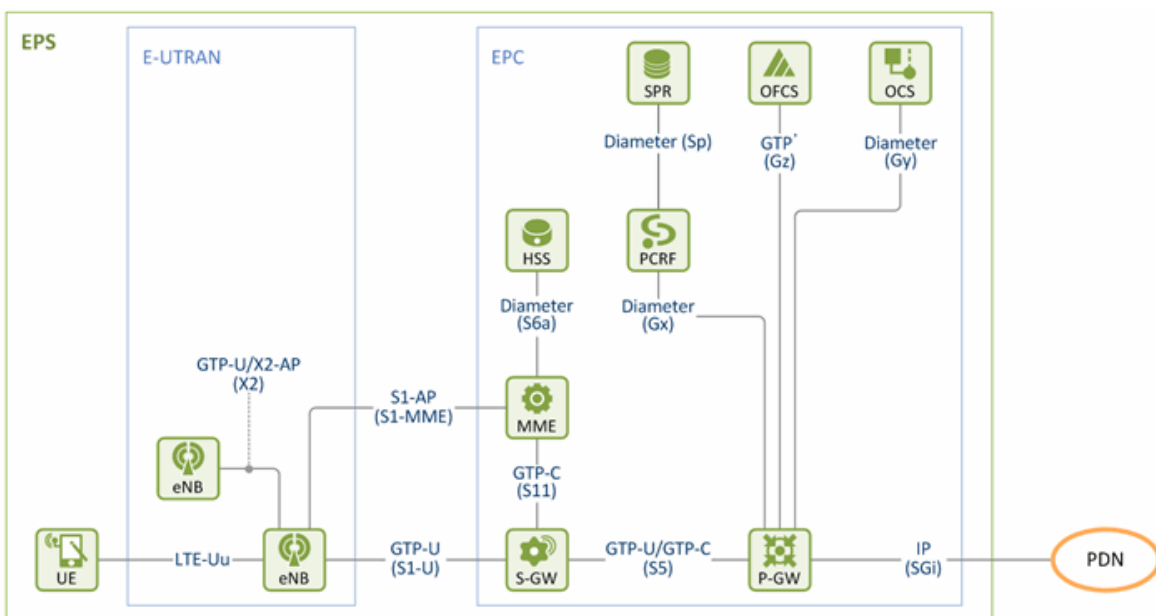 EPS
E-UTRAN
EPC
SPR
OFCS
OCS
Diameter (Sp)
GTP'
(Gz)
Diameter
(Gy)
HSS
PCRF
Diameter
(S6a)
Diameter
(Gx)
GTP-U/X2-AP
(X2)
S1-AP
(S1-MME)
MME
eNB
GTP-C
(S11)
UE
LTE-Uu
eNB
GTP-U
(S1-U)
S-GW
GTP-U/GTP-C
(S5)
P-GW
IP
(SGi)
PDN